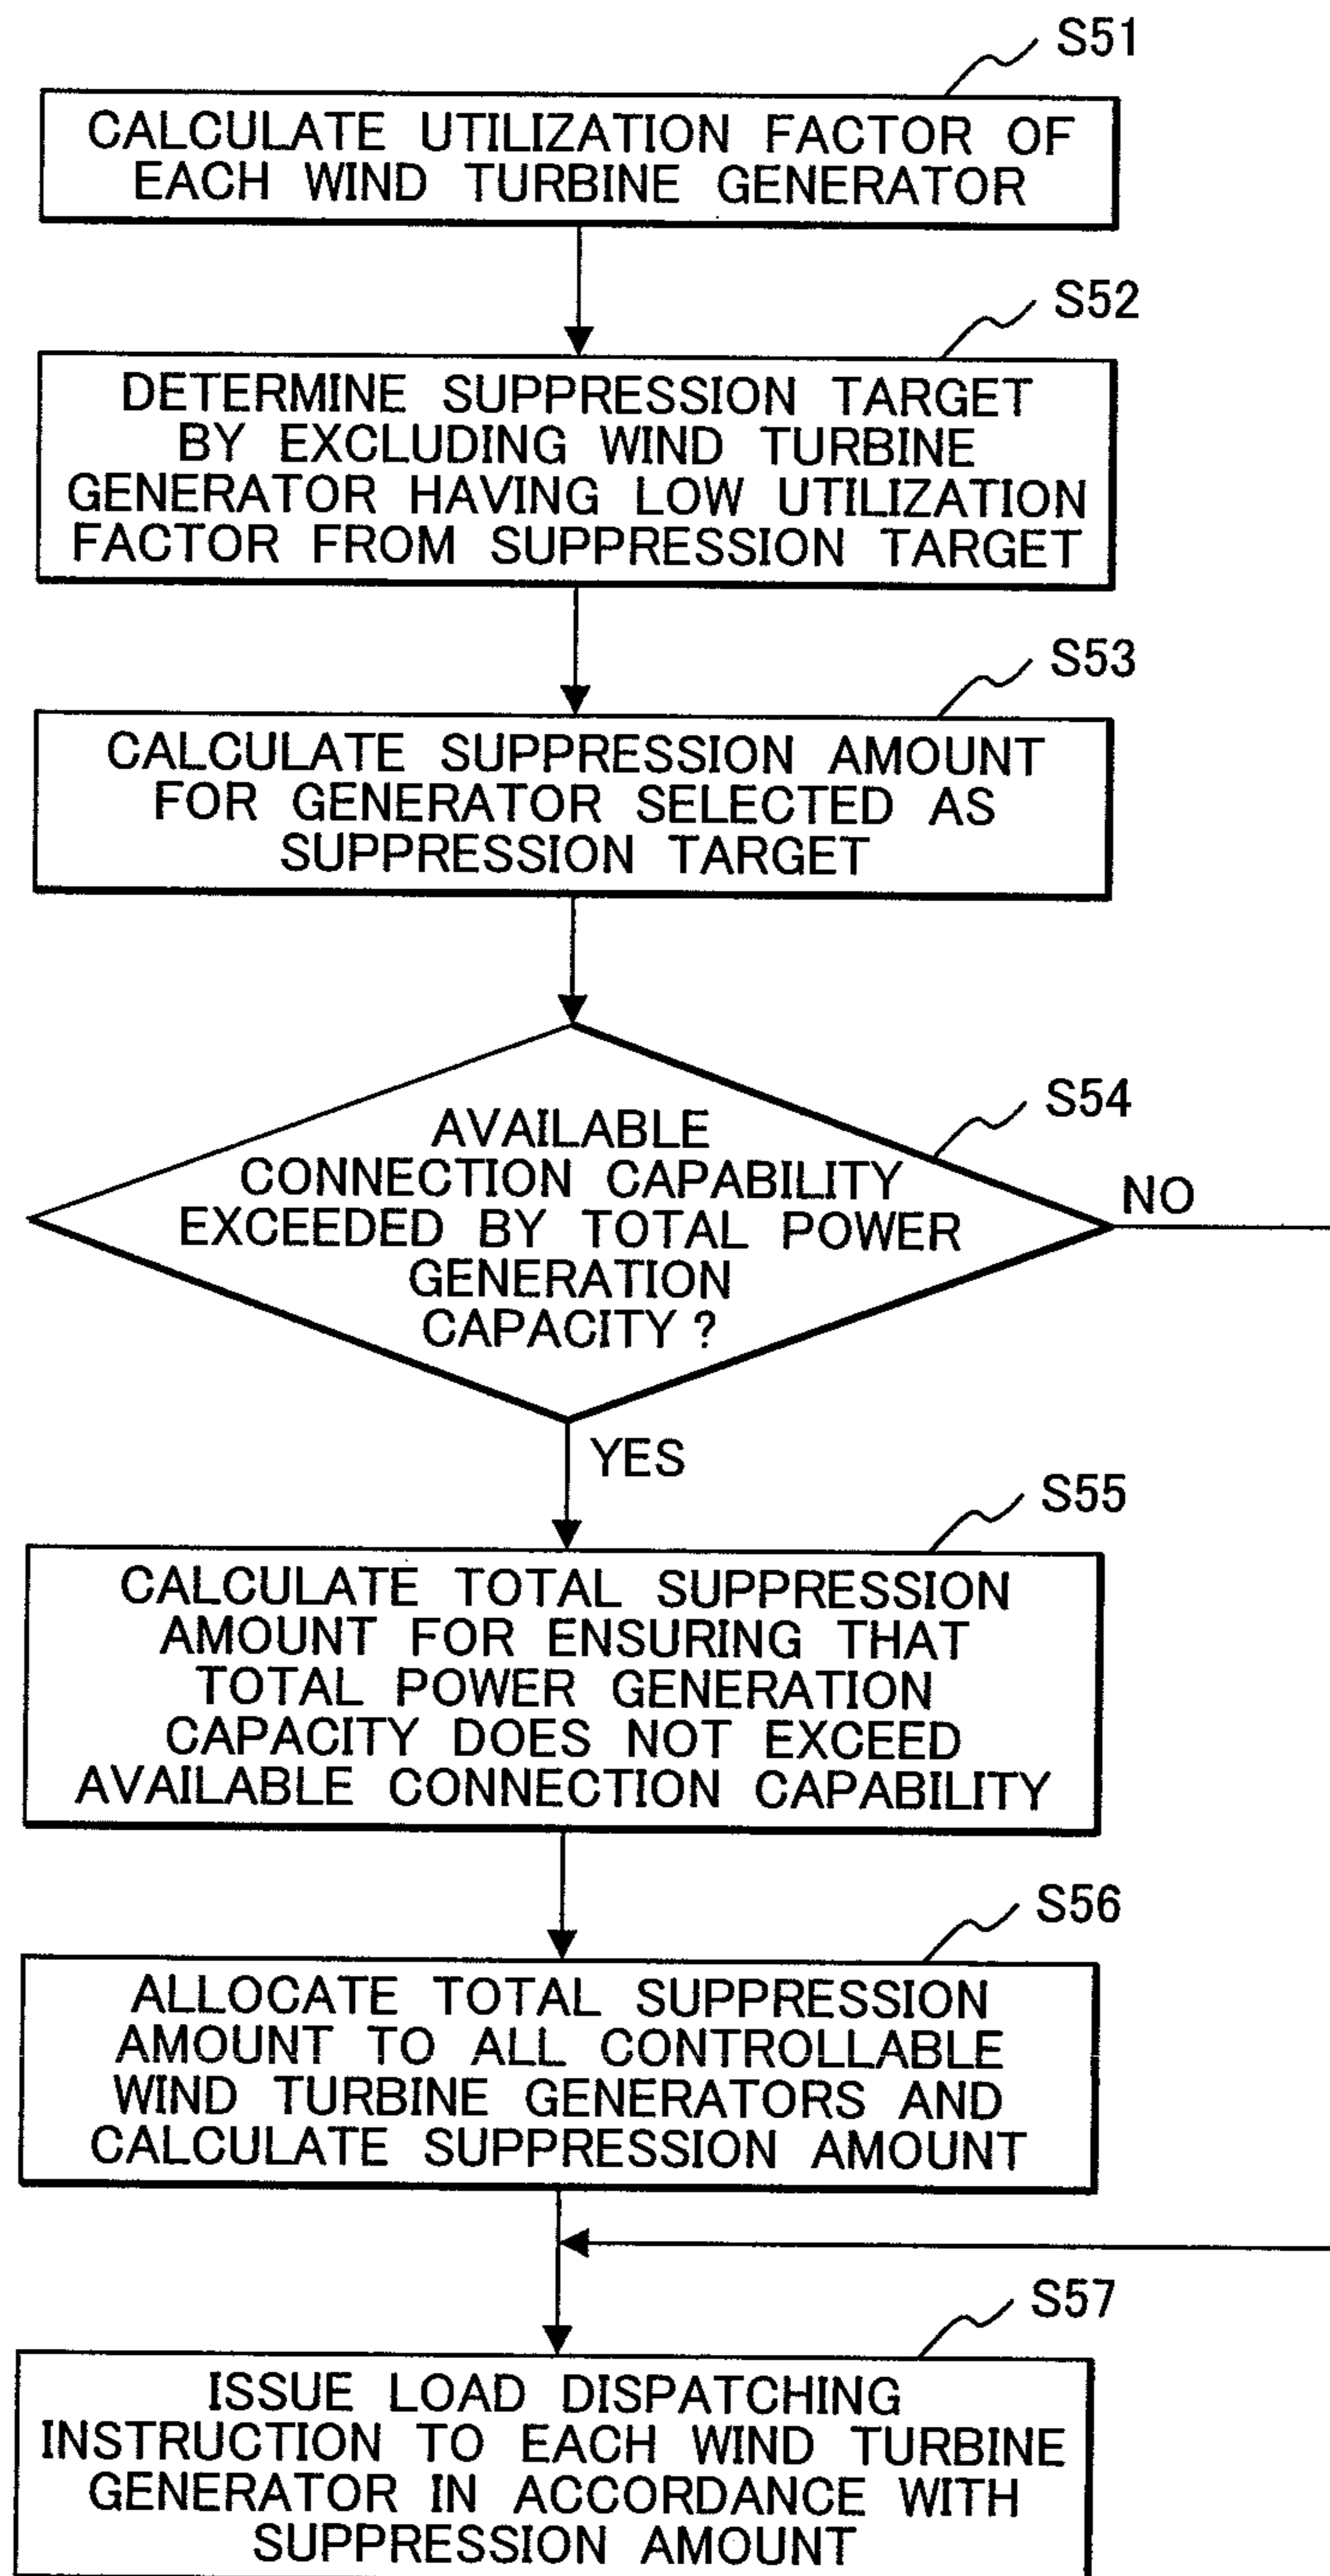 S51
CALCULATE UTILIZATION FACTOR OF
EACH WIND TURBINE GENERATOR
S52
DETERMINE SUPPRESSION TARGET
BY EXCLUDING WIND TURBINE
GENERATOR HAVING LOW UTILIZATION
FACTOR FROM SUPPRESSION TARGET
S53
CALCULATE SUPPRESSION AMOUNT
FOR GENERATOR SELECTED AS
SUPPRESSION TARGET
S54
AVAILABLE
CONNECTION CAPABILITY
EXCEEDED BY TOTAL POWER
GENERATION
CAPACITY ?
NO
YES
S55
CALCULATE TOTAL SUPPRESSION
AMOUNT FOR ENSURING THAT
TOTAL POWER GENERATION
CAPACITY DOES NOT EXCEED
AVAILABLE CONNECTION CAPABILITY
S56
ALLOCATE TOTAL SUPPRESSION
AMOUNT TO ALL CONTROLLABLE
WIND TURBINE GENERATORS AND
CALCULATE SUPPRESSION AMOUNT
S57
ISSUE LOAD DISPATCHING
INSTRUCTION TO EACH WIND TURBINE
GENERATOR IN ACCORDANCE WITH
SUPPRESSION AMOUNT